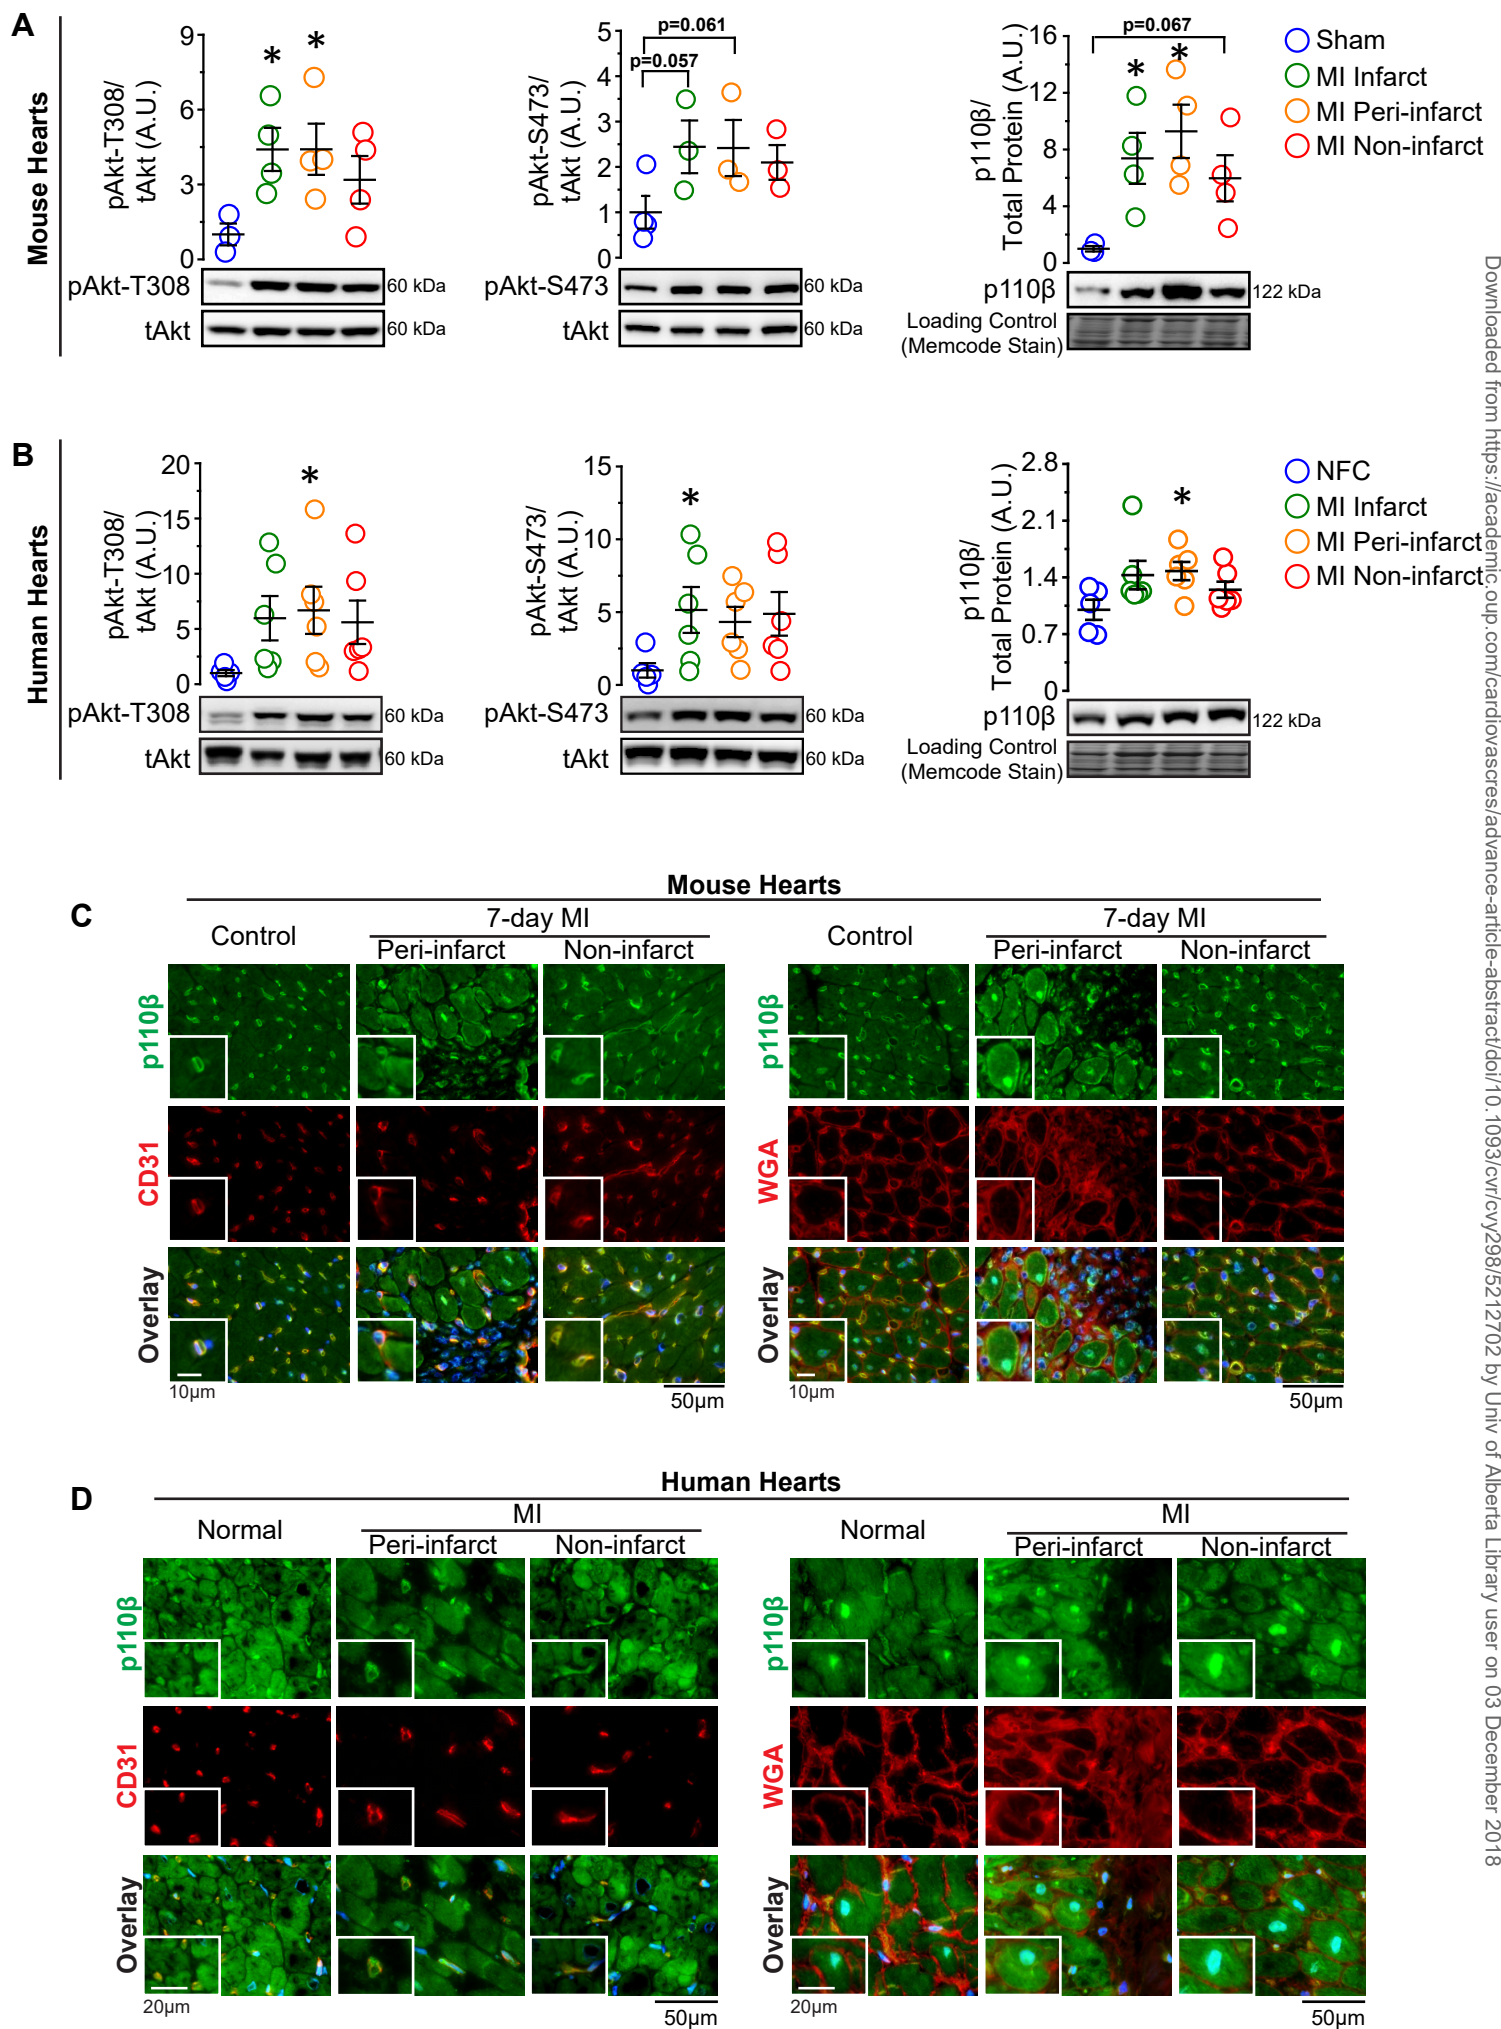 A
Mouse Hearts
pAkt-T308/
tAkt (A.U.)
9
6
3
0
*
*
pAkt-T308
60 kDa
tAkt
60 kDa
pAkt-S473/
tAkt (A.U.)
5
4
3
2
1
0
p=0.061
p=0.057
pAkt-S473
60 kDa
tAkt
60 kDa
p110β/
Total Protein (A.U.)
16
12
8
4
0
p=0.067
*
*
p110β
122 kDa
Loading Control
(Memcode Stain)
Sham
MI Infarct
MI Peri-infarct
MI Non-infarct
B
Human Hearts
pAkt-T308/
tAkt (A.U.)
20
15
10
5
0
*
pAkt-T308
60 kDa
tAkt
60 kDa
pAkt-S473/
tAkt (A.U.)
15
10
5
0
*
pAkt-S473
60 kDa
tAkt
60 kDa
p110β/
Total Protein (A.U.)
2.8
2.1
1.4
0.7
0
*
p110β
122 kDa
Loading Control
(Memcode Stain)
NFC
MI Infarct
MI Peri-infarct
MI Non-infarct
C
Mouse Hearts
Control
7-day MI
Peri-infarct
Non-infarct
p110β
CD31
Overlay
10μm
50μm
Control
7-day MI
Peri-infarct
Non-infarct
p110β
WGA
Overlay
10μm
50μm
D
Human Hearts
Normal
MI
Peri-infarct
Non-infarct
p110β
CD31
Overlay
20μm
50μm
Normal
MI
Peri-infarct
Non-infarct
p110β
WGA
Overlay
20μm
50μm
Downloaded from https://academic.oup.com/cardiovascres/advance-article-abstract/doi/10.1093/cvr/cvy298/5212702 by Univ of Alberta Library user on 03 December 2018